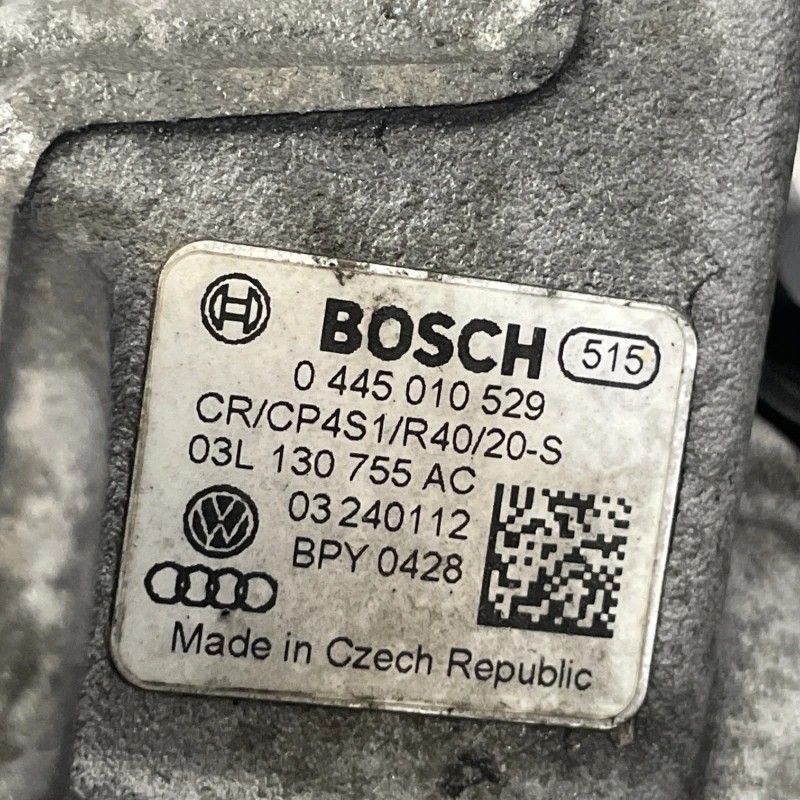 BOSCH 515
0 445 010 529
CR/CP4S1/R40/20-S
03L 130 755 AC
03 240112
BPY 0428
Made in Czech Republic